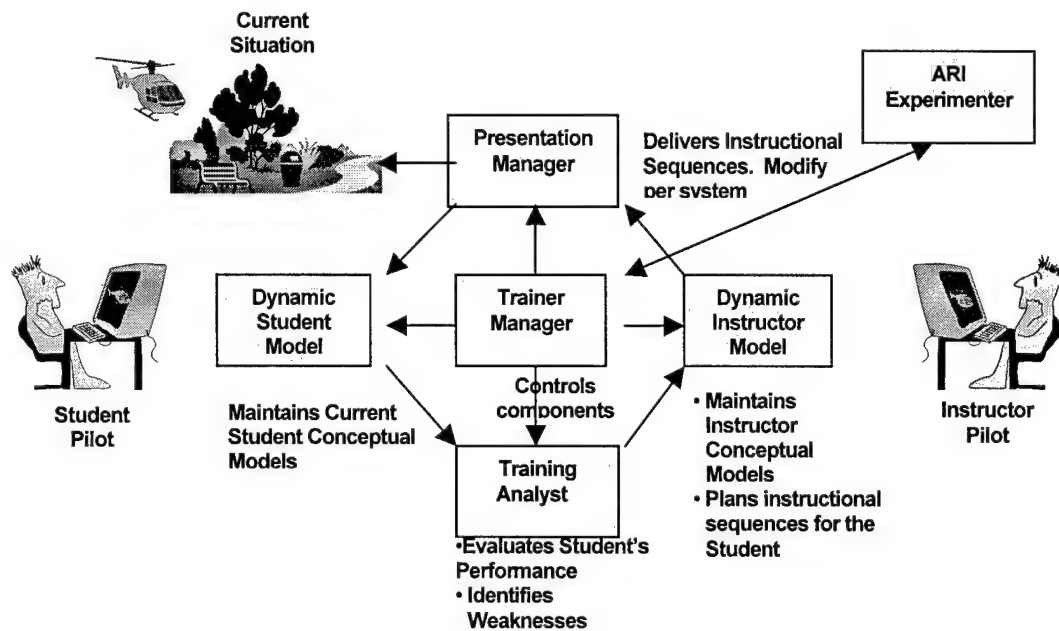 Current
Situation
ARI
Experimenter
Presentation
Manager
Delivers Instructional
Sequences. Modify
per system
Dynamic
Student
Model
Trainer
Manager
Dynamic
Instructor
Model
Student
Pilot
Instructor
Pilot
Maintains Current
Student Conceptual
Models
Controls
components
• Maintains
Instructor
Conceptual
Models
• Plans instructional
sequences for the
Student
Training
Analyst
•Evaluates Student's
Performance
• Identifies
Weaknesses